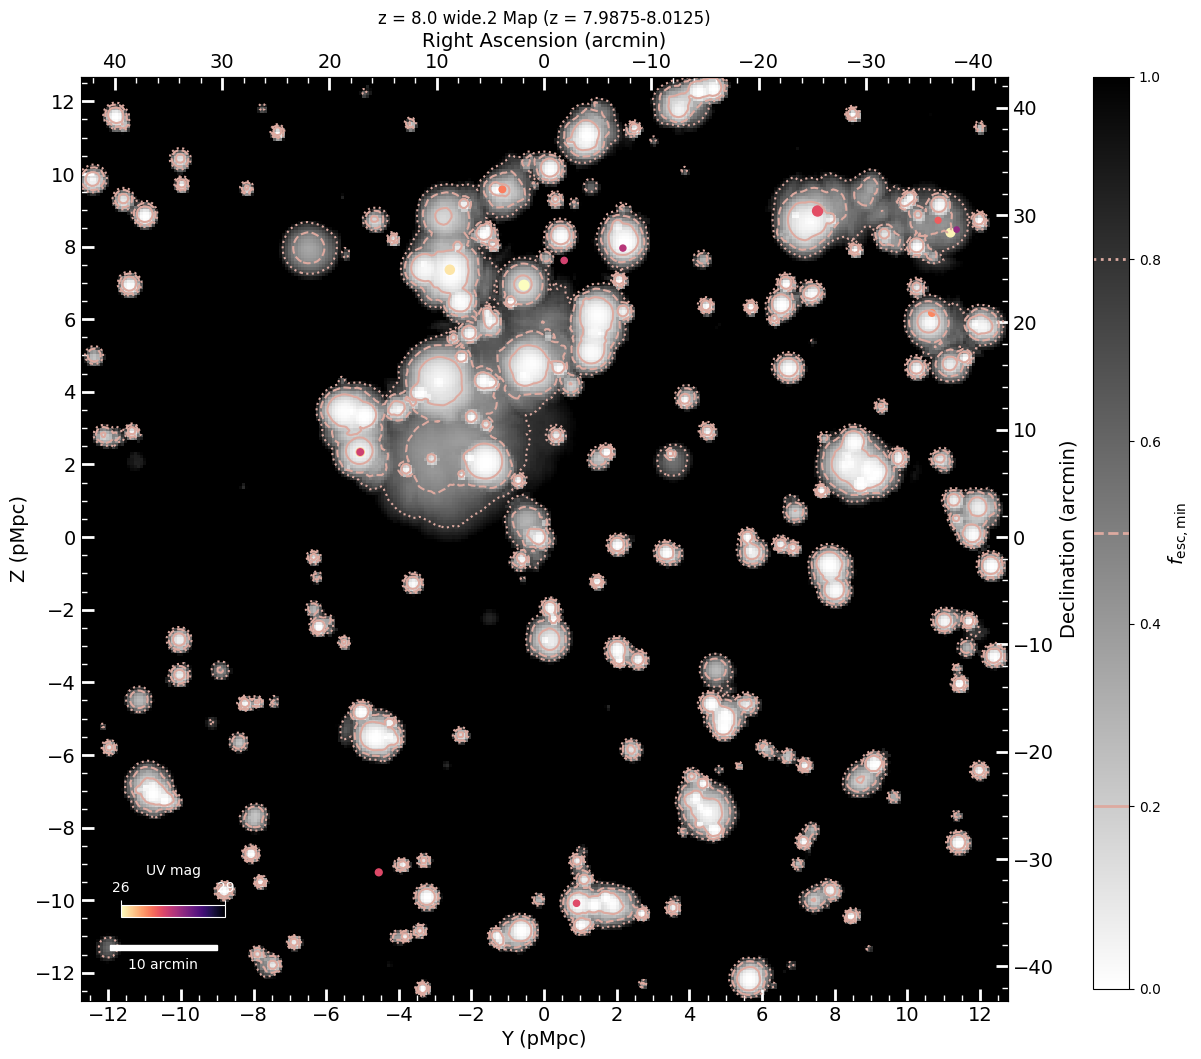 z = 8.0 wide.2 Map (z = 7.9875-8.0125)
Right Ascension (arcmin)
40 30 20 10 0 −10 −20 −30 −40
12 10 8 6 4 2 0 −2 −4 −6 −8 −10 −12
Z (pMpc)
40 30 20 10 0 −10 −20 −30 −40
Declination (arcmin)
1.0 0.8 0.6 0.4 0.2 0.0
fesc,min
UV mag
26
10 arcmin
−12 −10 −8 −6 −4 −2 0 2 4 6 8 10 12
Y (pMpc)